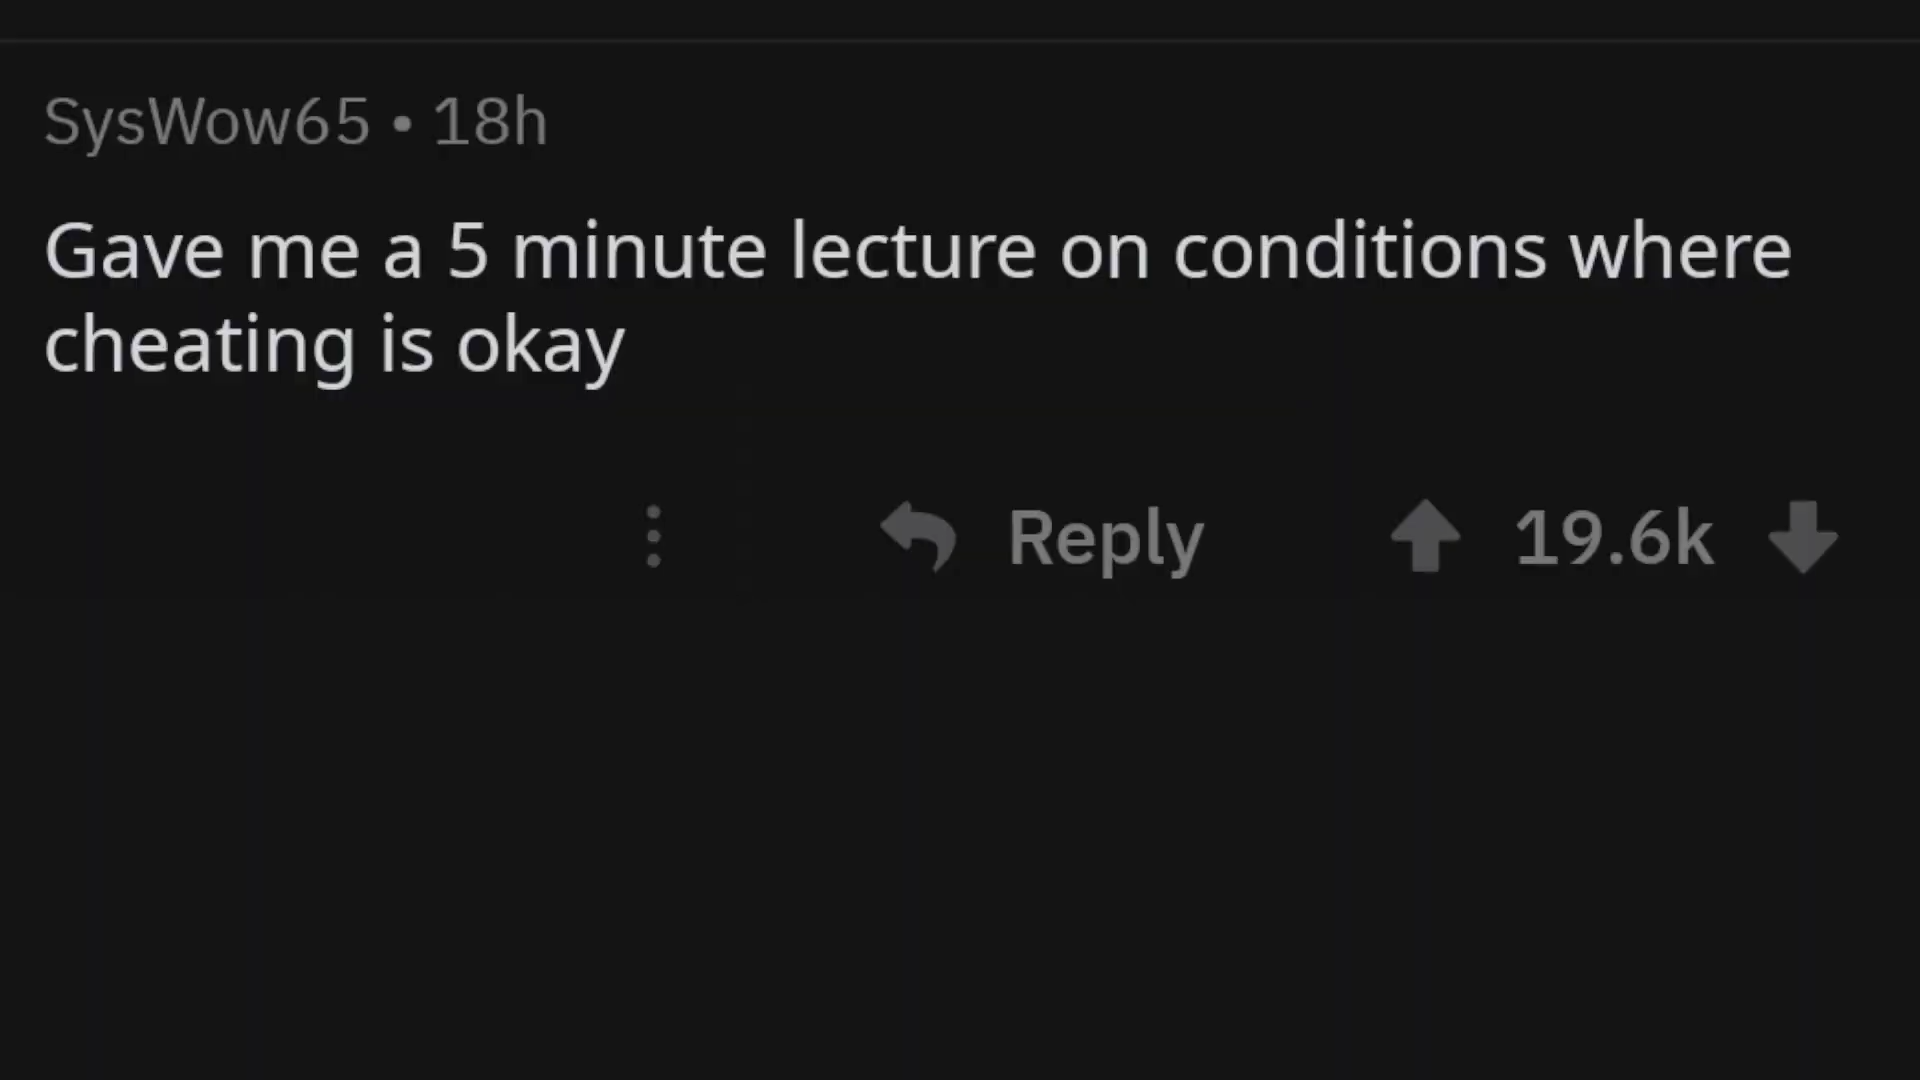 SysWow65 • 18h
Gave me a 5 minute lecture on conditions where
cheating is okay
Reply 19.6k